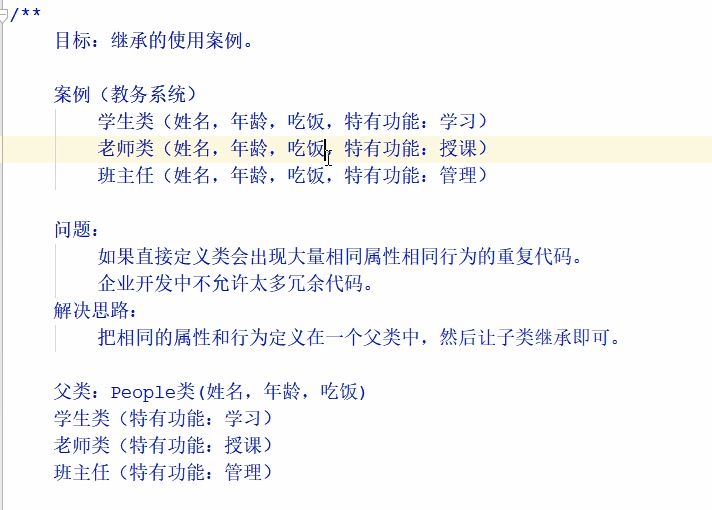 /**
目标：继承的使用案例。
案例（教务系统）
学生类（姓名，年龄，吃饭，特有功能：学习）
老师类（姓名，年龄，吃饭，特有功能：授课）
班主任（姓名，年龄，吃饭，特有功能：管理）
问题：
如果直接定义类会出现大量相同属性相同行为的重复代码。
企业开发中不允许太多冗余代码。
解决思路：
把相同的属性和行为定义在一个父类中，然后让子类继承即可。
父类：People类(姓名，年龄，吃饭)
学生类（特有功能：学习）
老师类（特有功能：授课）
班主任（特有功能：管理）